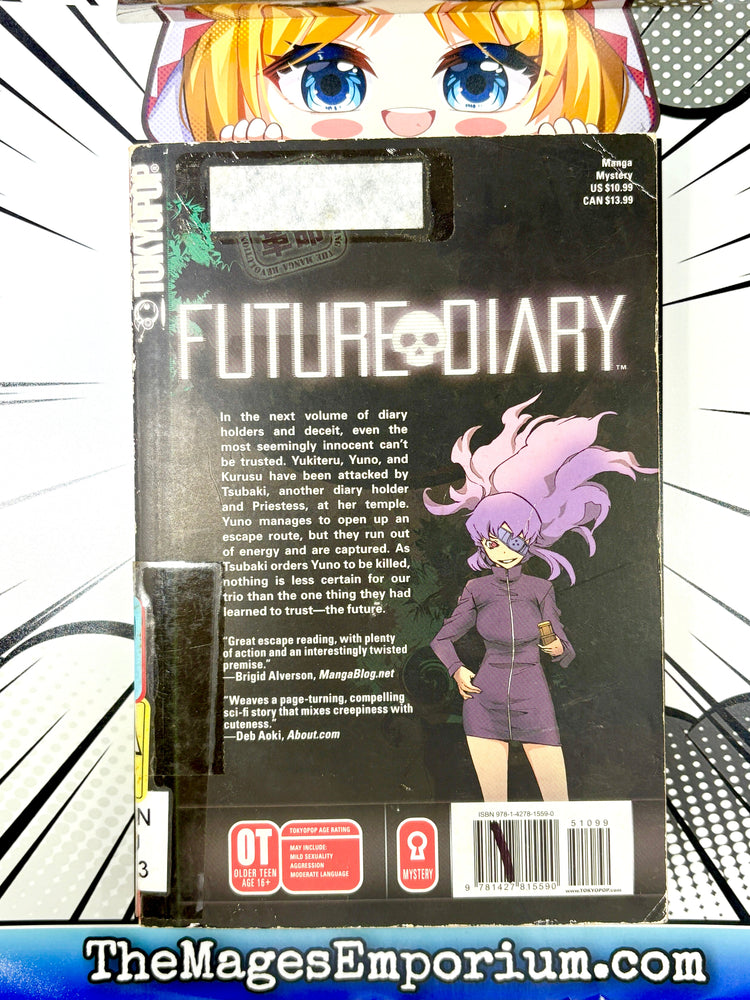 TOKYOPOP®
Manga
Mystery
US $10.99
CAN $13.99
THE MANGA REVOLUTION
FUTURE DIARY™
In the next volume of diary
holders and deceit, even the
most seemingly innocent can't
be trusted. Yukiteru, Yuno, and
Kurusu have been attacked by
Tsubaki, another diary holder
and Priestess, at her temple.
Yuno manages to open up an
escape route, but they run out
of energy and are captured. As
Tsubaki orders Yuno to be killed,
nothing is less certain for our
trio than the one thing they had
learned to trust—the future.
"Great escape reading, with plenty
of action and an interestingly twisted
premise."
—Brigid Alverson, MangaBlog.net
"Weaves a page-turning, compelling
sci-fi story that mixes creepiness with
cuteness."
—Deb Aoki, About.com
N
3
OT
OLDER TEEN
AGE 16+
TOKYOPOP AGE RATING
MAY INCLUDE:
MILD SEXUALITY
AGGRESSION
MODERATE LANGUAGE
MYSTERY
ISBN 978-1-4278-1559-0
51099
9 781427 815590
www.TOKYOPOP.com
TheMagesEmporium.com